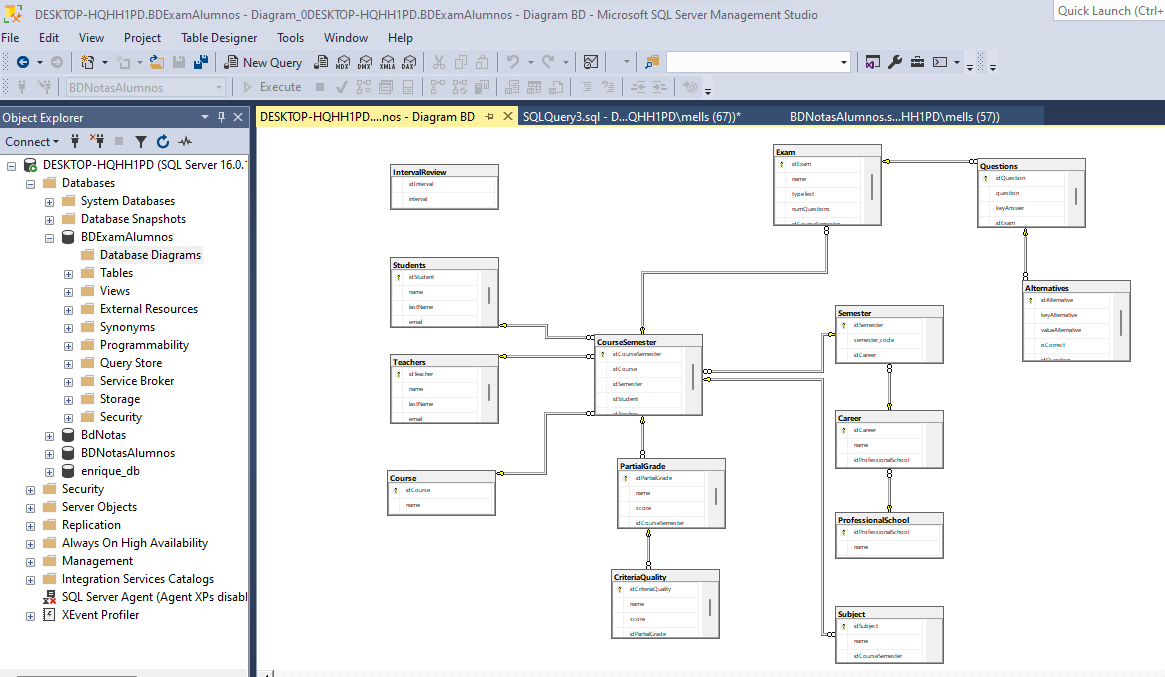 DESKTOP-HQHH1PD.BDExamAlumnos - Diagram_0DESKTOP-HQHH1PD.BDExamAlumnos - Diagram BD - Microsoft SQL Server Management Studio
Quick Launch (Ctrl+
File Edit View Project Table Designer Tools Window Help
New Query MDX DMX XMLA DAX
BDNotasAlumnos Execute
Object Explorer
DESKTOP-HQHH1PD....nos - Diagram BD
SQLQuery3.sql - D...QHH1PD\mells (67))*
BDNotasAlumnos.s...HH1PD\mells (57))
Connect
DESKTOP-HQHH1PD (SQL Server 16.0.1
Databases
System Databases
Database Snapshots
BDExamAlumnos
Database Diagrams
Tables
Views
External Resources
Synonyms
Programmability
Query Store
Service Broker
Storage
Security
BdNotas
BDNotasAlumnos
enrique_db
Security
Server Objects
Replication
Always On High Availability
Management
Integration Services Catalogs
SQL Server Agent (Agent XPs disabl
XEvent Profiler
IntervalReview
idInterval
interval
Students
idStudent
name
lastName
email
Teachers
idTeacher
name
lastName
email
Course
idCourse
name
CourseSemester
idCourseSemester
idCourse
idSemester
idStudent
idTeacher
PartialGrade
idPartialGrade
name
score
idCourseSemester
CriteriaQuality
idCriteriaQuality
name
score
idPartialGrade
Exam
idExam
name
typeTest
numQuestions
idCourseSemester
Questions
idQuestion
question
keyAnswer
idExam
Alternatives
idAlternative
keyAlternative
valueAlternative
isCorrect
idQuestion
Semester
idSemester
semester_code
idCareer
Career
idCareer
name
idProfessionalSchool
ProfessionalSchool
idProfessionalSchool
name
Subject
idSubject
name
idCourseSemester